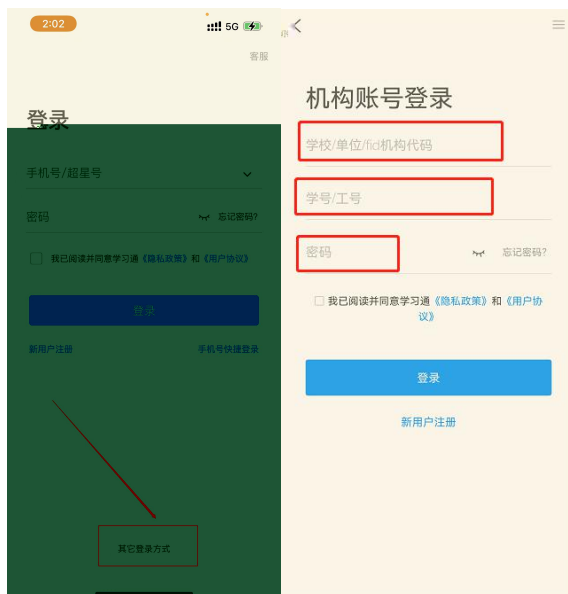 2:02
5G
客服
登录
手机号/超星号
密码
忘记密码?
我已阅读并同意学习通《隐私政策》和《用户协议》
登录
新用户注册
手机号快捷登录
其它登录方式
机构账号登录
学校/单位/fid机构代码
学号/工号
密码
忘记密码?
我已阅读并同意学习通《隐私政策》和《用户协
议》
登录
新用户注册